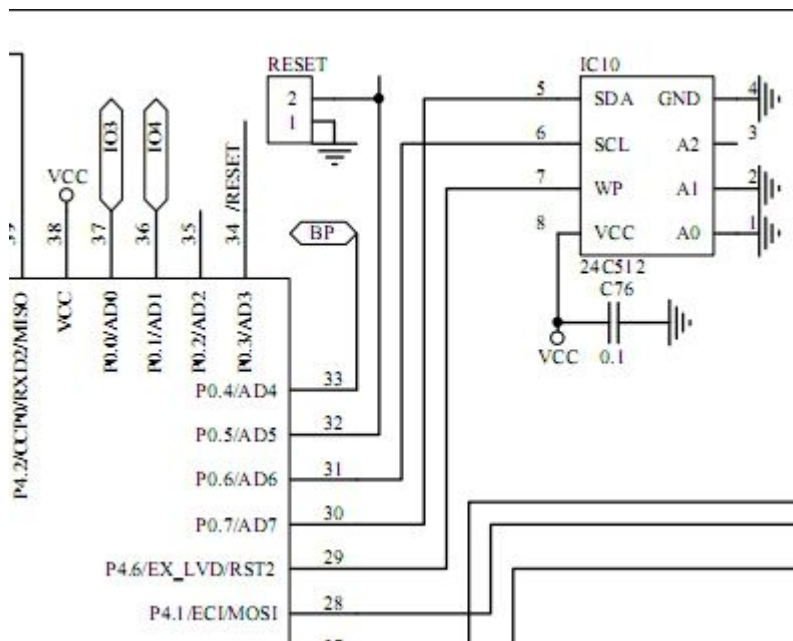 RESET
2
1
IC10
5 SDA GND 4
6 SCL A2 3
7 WP A1 2
8 VCC A0 1
24C512
C76
VCC 0.1
IO3
IO4
VCC
38
37
36
35
34 /RESET
BP
P4.2/CCP0/RXD2/MISO
VCC
P0.0/AD0
P0.1/AD1
P0.2/AD2
P0.3/AD3
P0.4/AD4 33
P0.5/AD5 32
P0.6/AD6 31
P0.7/AD7 30
P4.6/EX_LVD/RST2 29
P4.1/ECI/MOSI 28